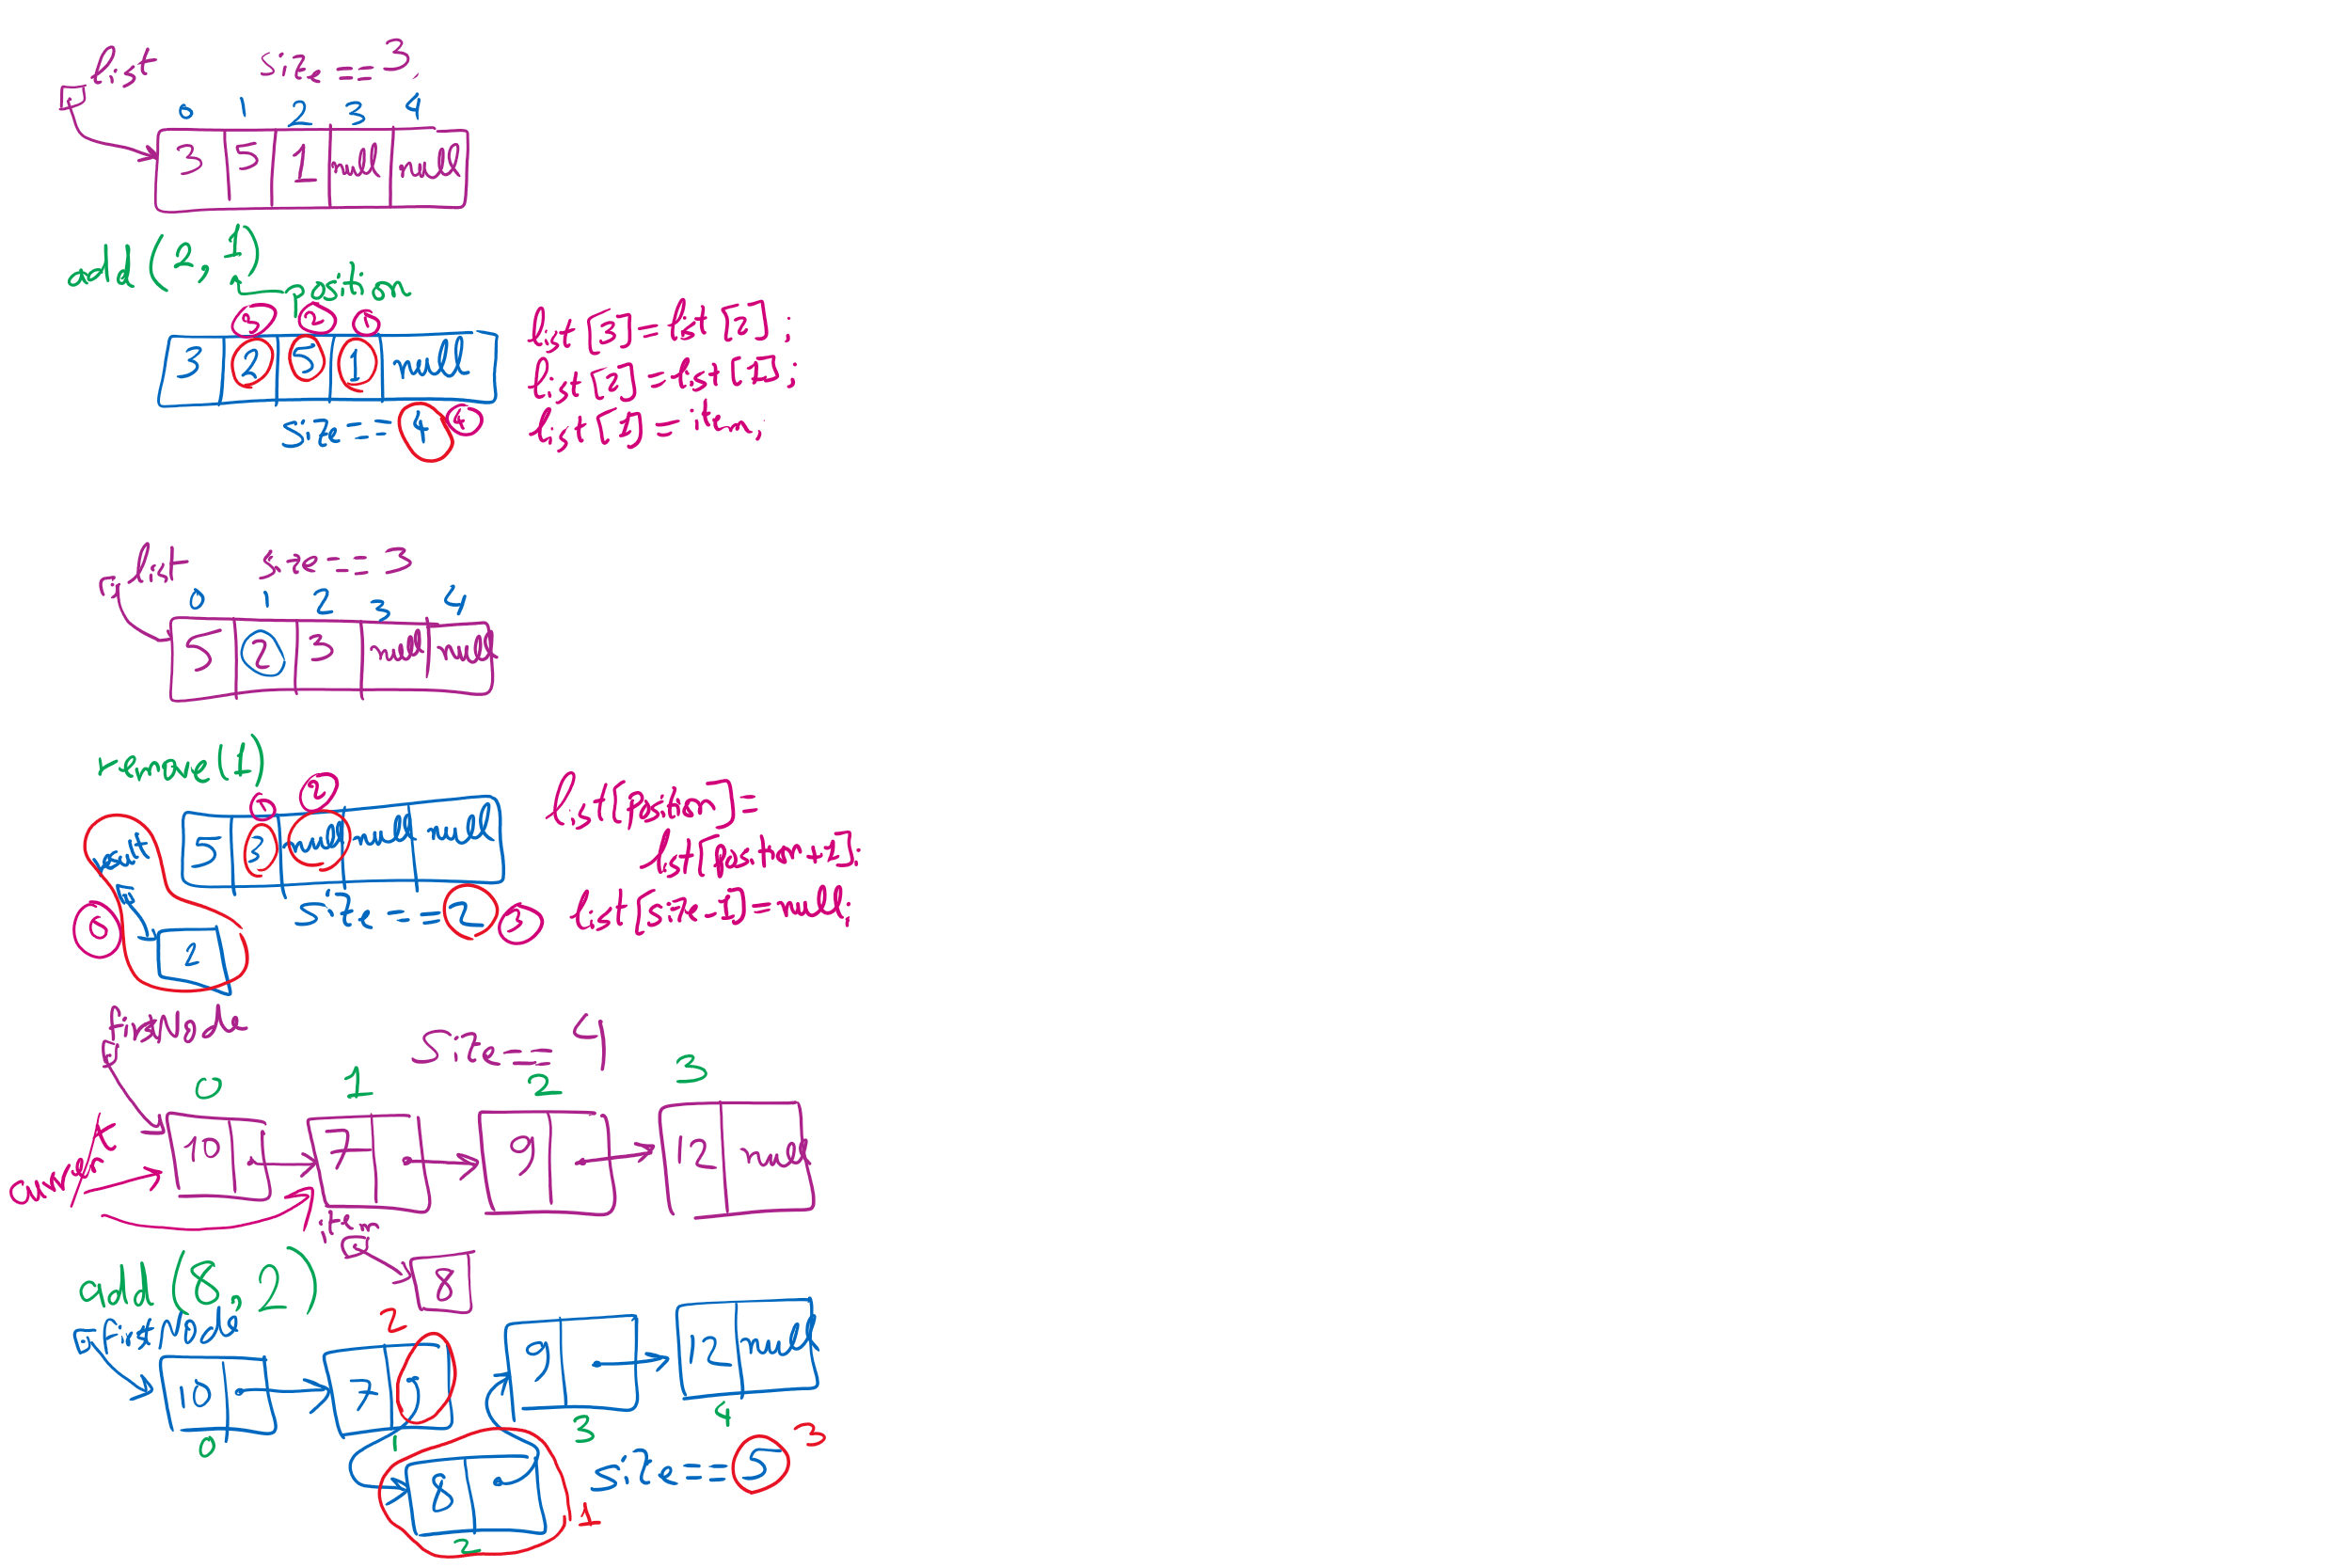 list size == 3
0 1 2 3 4
3 5 1 null null
add(2, 1)
position
3 2 1
3 2 5 1 null
size == 4 4
list[3] = list[2];
list[2] = list[1];
list[1] = item;
list size == 3
0 1 2 3 4
5 2 3 null null
remove(1)
1 2
5 3 null null null
result
0
2
size == 2 3
list[position] =
list[position+1];
list[size-1] = null;
firstNode size == 4
0 1 2 3
current
10 7 9 12 null
item
8
add(8, 2)
firstNode
2
10 7 9 12 null
0 1 3 4
8
2
1
size == 5 3